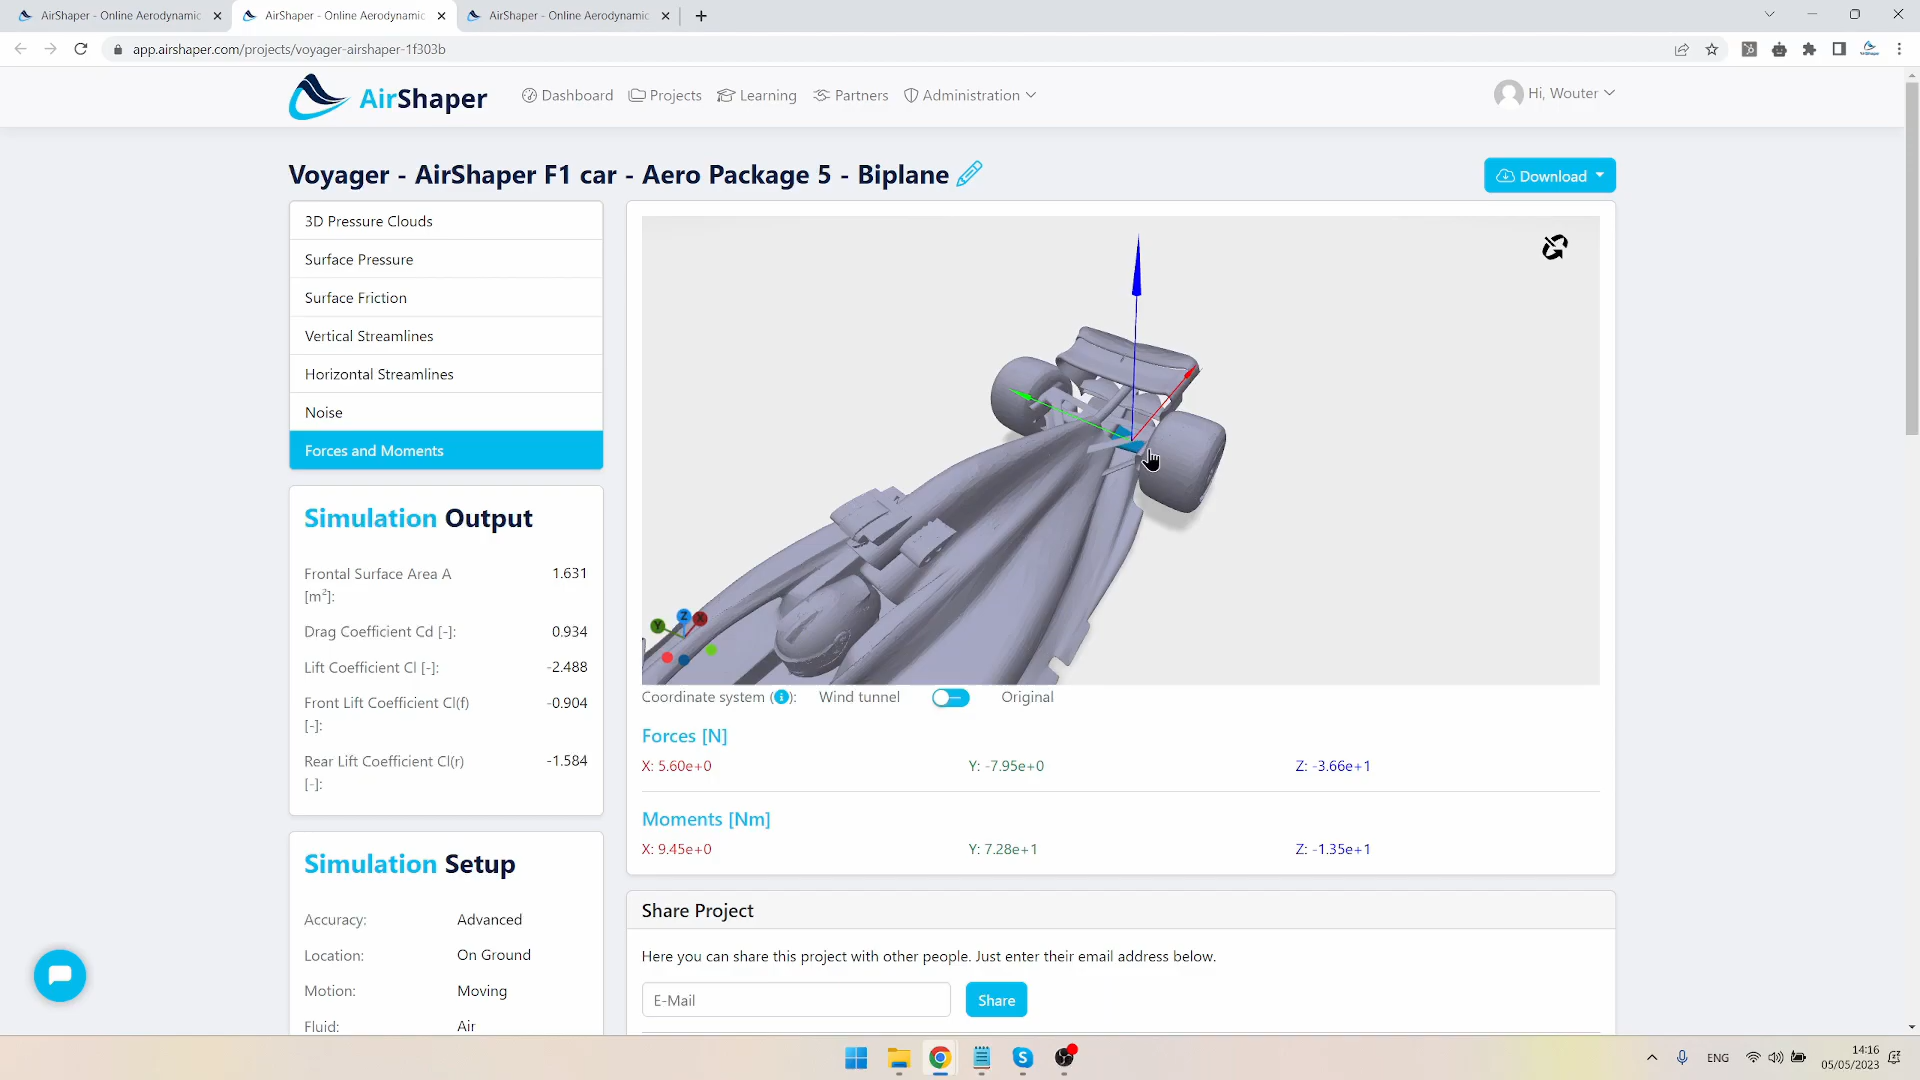 AirShaper - Online Aerodynamic
AirShaper - Online Aerodynamic
AirShaper - Online Aerodynamic
app.airshaper.com/projects/voyager-airshaper-1f303b
AirShaper
Dashboard
Projects
Learning
Partners
Administration
Hi, Wouter
Voyager - AirShaper F1 car - Aero Package 5 - Biplane
Download
3D Pressure Clouds
Surface Pressure
Surface Friction
Vertical Streamlines
Horizontal Streamlines
Noise
Forces and Moments
Simulation Output
Frontal Surface Area A [m²]: 1.631
Drag Coefficient Cd [-]: 0.934
Lift Coefficient Cl [-]: -2.488
Front Lift Coefficient Cl(f) [-]: -0.904
Rear Lift Coefficient Cl(r) [-]: -1.584
Simulation Setup
Accuracy: Advanced
Location: On Ground
Motion: Moving
Fluid: Air
Y Z X
Coordinate system (i): Wind tunnel Original
Forces [N]
X: 5.60e+0 Y: -7.95e+0 Z: -3.66e+1
Moments [Nm]
X: 9.45e+0 Y: 7.28e+1 Z: -1.35e+1
Share Project
Here you can share this project with other people. Just enter their email address below.
E-Mail
Share
ENG
14:16
05/05/2023